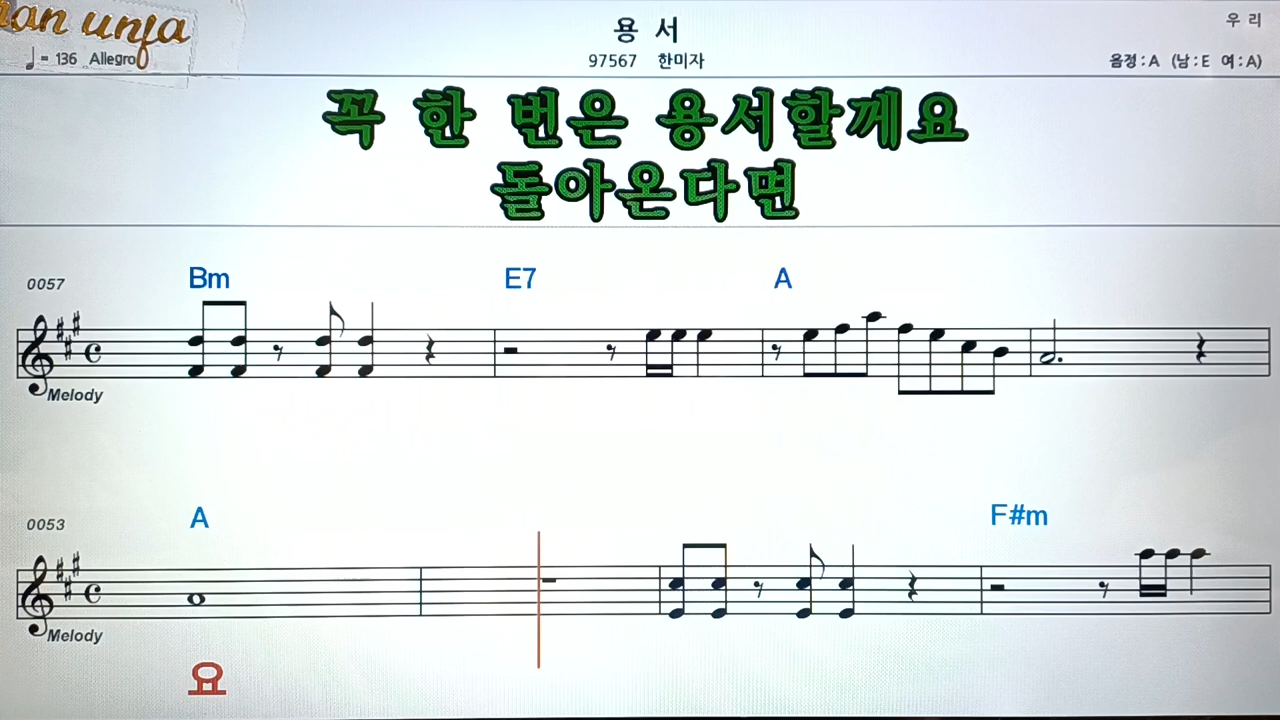 an unja
용 서
우 리
♩= 136 Allegro
97567 한미자
음정:A (남:E 여:A)
꼭 한 번은 용서할께요
돌아온다면
0057
Bm E7 A
Melody
0053
A F#m
Melody
요